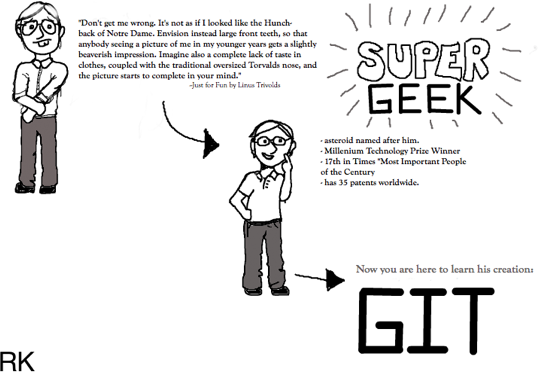 "Don't get me wrong. It's not as if I looked like the Hunch-
back of Notre Dame. Envision instead large front teeth, so that
anybody seeing a picture of me in my younger years gets a slightly
beaverish impression. Imagine also a complete lack of taste in
clothes, coupled with the traditional oversized Torvalds nose, and
the picture starts to complete in your mind."
-Just for Fun by Linus Trivolds
SUPER
GEEK
- asteroid named after him.
- Millenium Technology Prize Winner
- 17th in Times "Most Important People
of the Century
- has 35 patents worldwide.
Now you are here to learn his creation:
GIT
RK